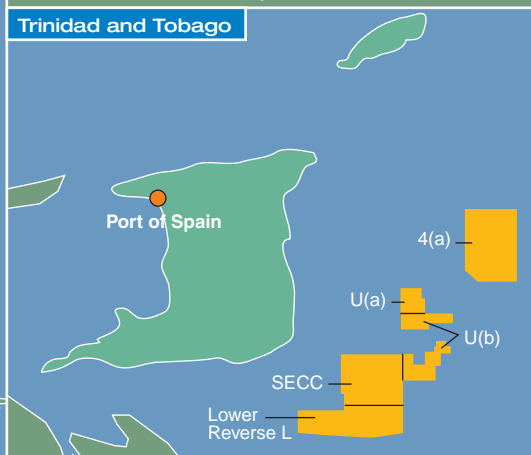 Trinidad and Tobago
Port of Spain
4(a)
U(a)
U(b)
SECC
Lower
Reverse L